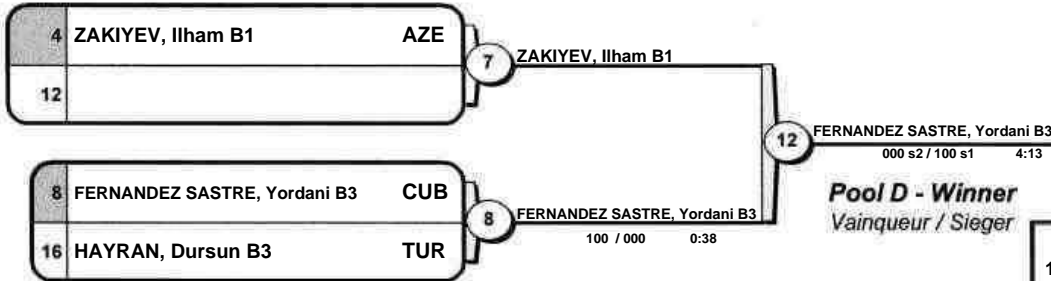 4 ZAKIYEV, Ilham B1 AZE
12
7
ZAKIYEV, Ilham B1
8 FERNANDEZ SASTRE, Yordani B3 CUB
16 HAYRAN, Dursun B3 TUR
8
FERNANDEZ SASTRE, Yordani B3
100 / 000 0:38
12
FERNANDEZ SASTRE, Yordani B3
000 s2 / 100 s1 4:13
Pool D - Winner
Vainqueur / Sieger
1